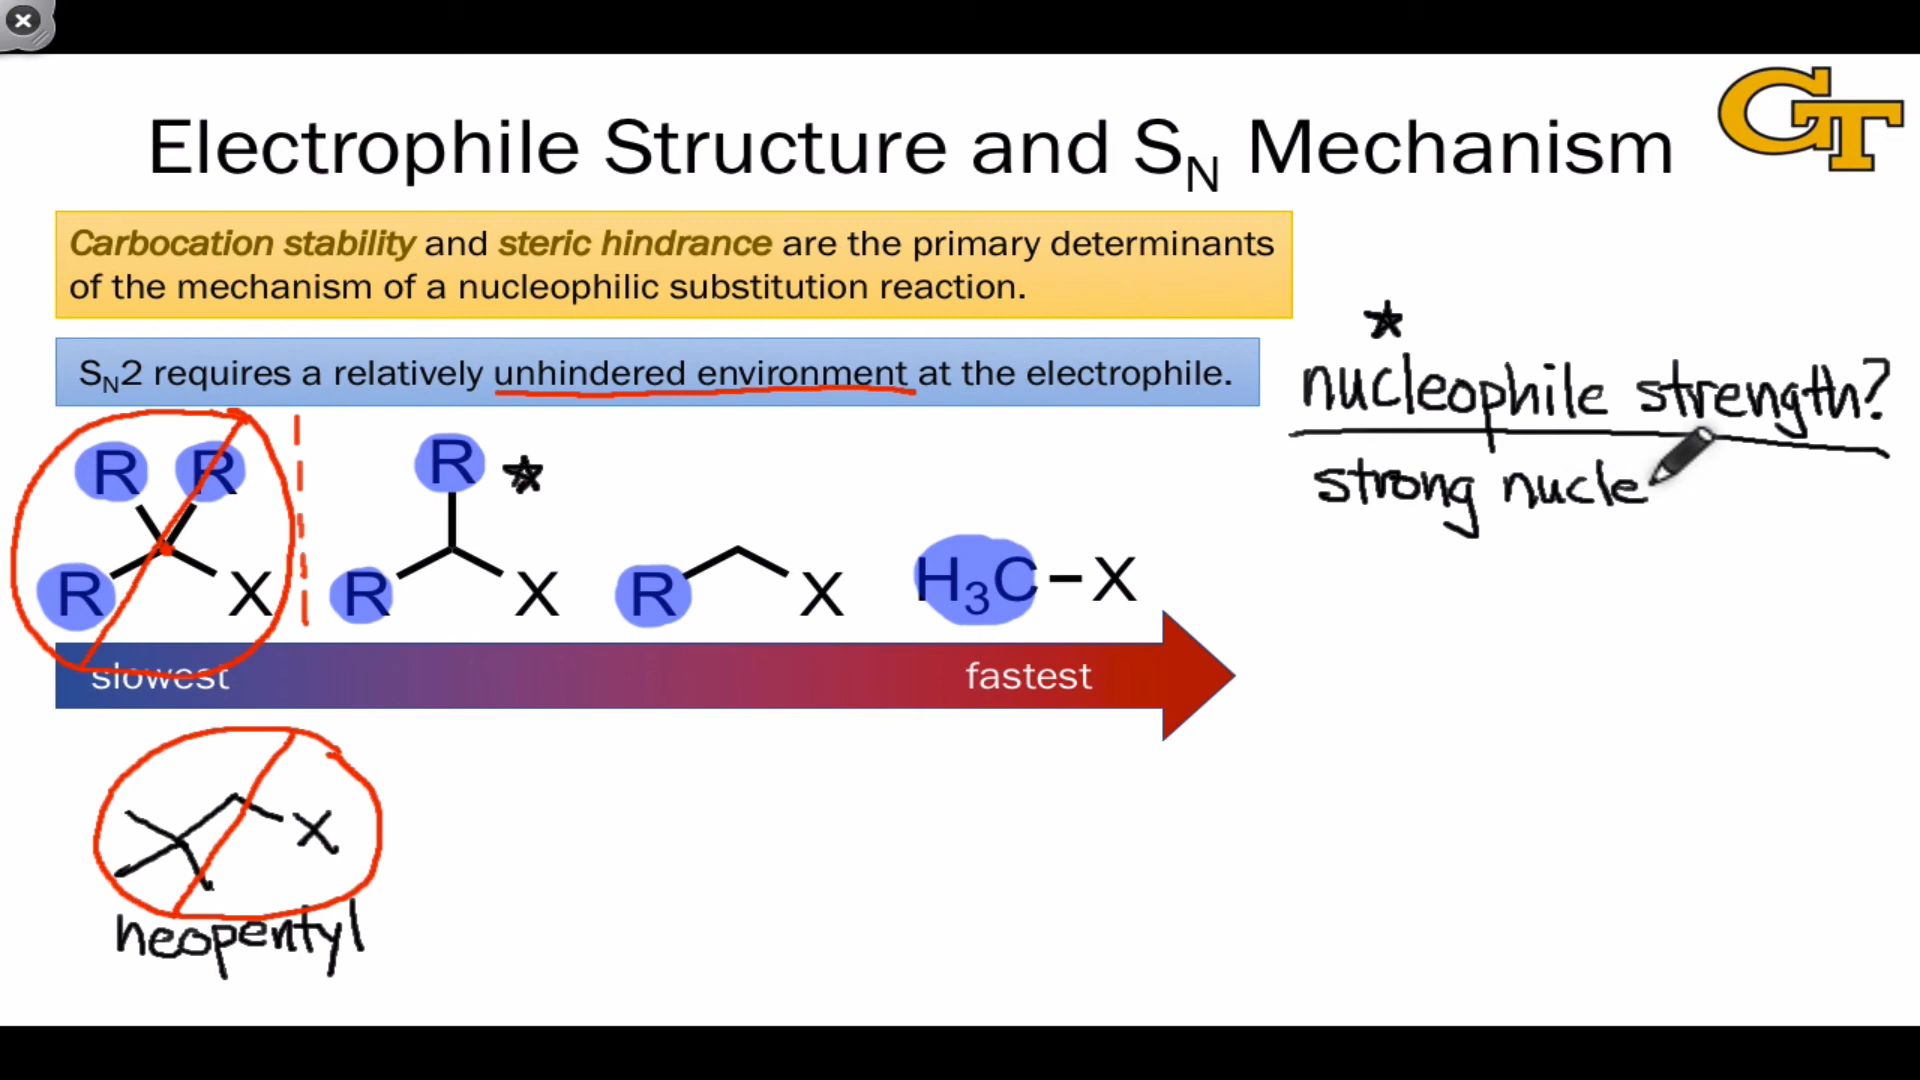 GT
Electrophile Structure and SN Mechanism
Carbocation stability and steric hindrance are the primary determinants
of the mechanism of a nucleophilic substitution reaction.
SN2 requires a relatively unhindered environment at the electrophile.
nucleophile strength?
strong nucle
R R
R X
R
R X
R X
H3C-X
slowest fastest
X
neopentyl